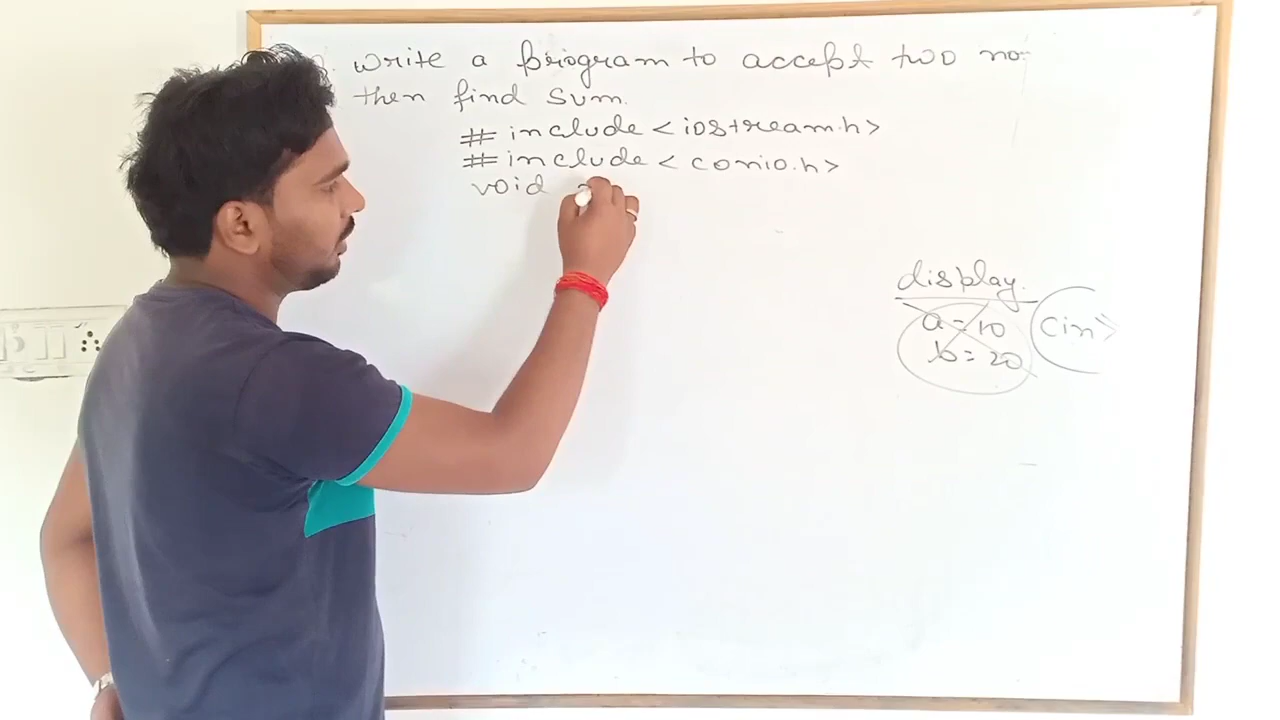 Write a program to accept two no.
then find sum.
# include <iostream.h>
# include <conio.h>
void
display.
a = 10
b = 20
cin>>